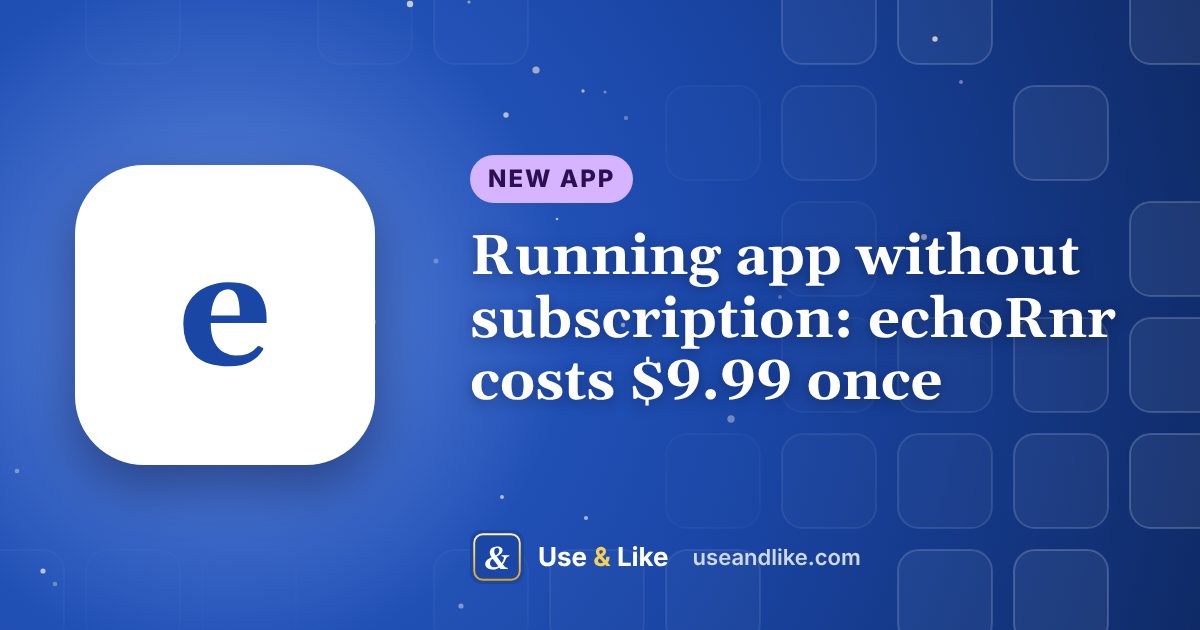 e
NEW APP
Running app without
subscription: echoRnr
costs $9.99 once
& Use & Like useandlike.com